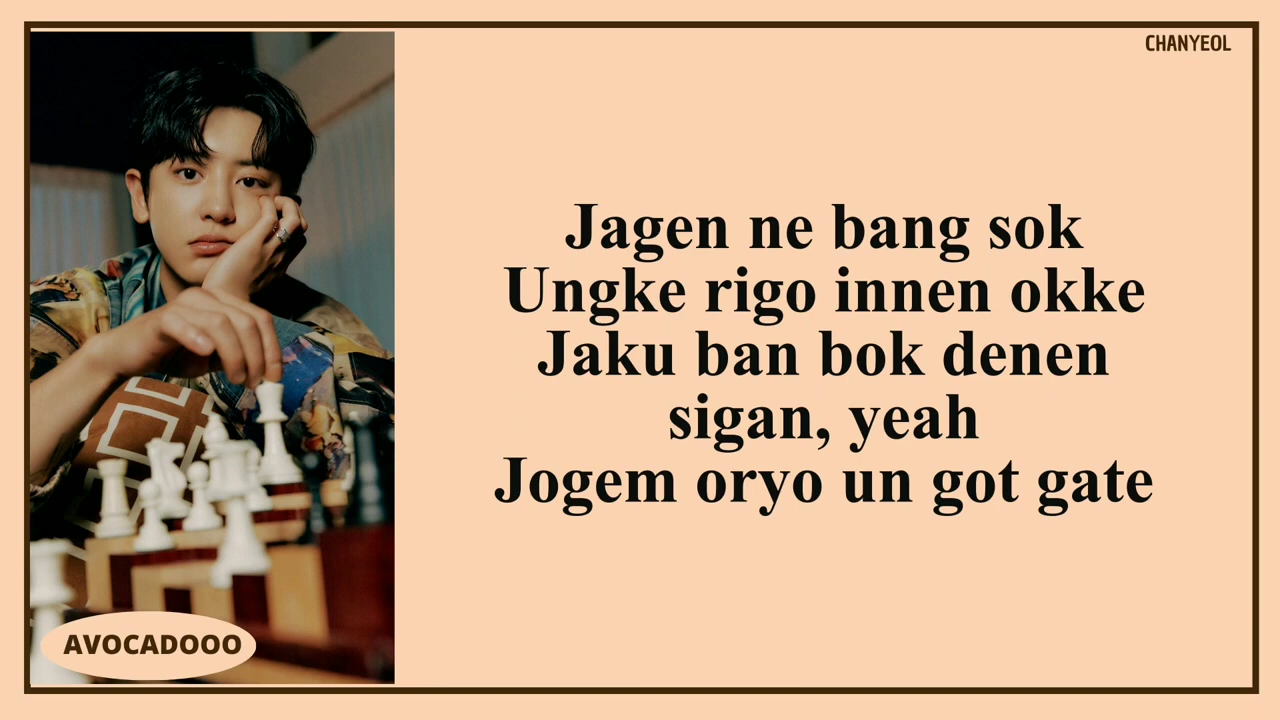 CHANYEOL
Jagen ne bang sok
Ungke rigo innen okke
Jaku ban bok denen
sigan, yeah
Jogem oryo un got gate
AVOCADOOO